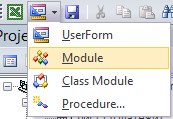 Proje
UserForm
Module
Class Module
Procedure...